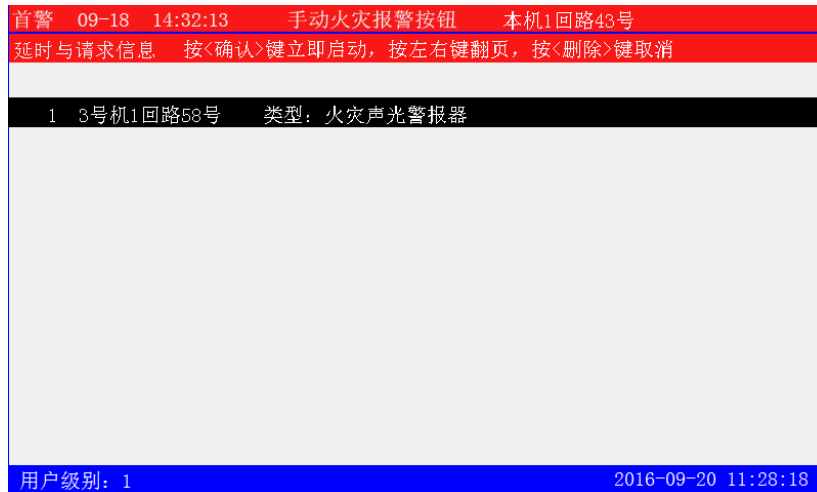 首警 09-18 14:32:13 手动火灾报警按钮 本机1回路43号
延时与请求信息 按<确认>键立即启动，按左右键翻页，按<删除>键取消
1 3号机1回路58号 类型：火灾声光警报器
用户级别：1 2016-09-20 11:28:18